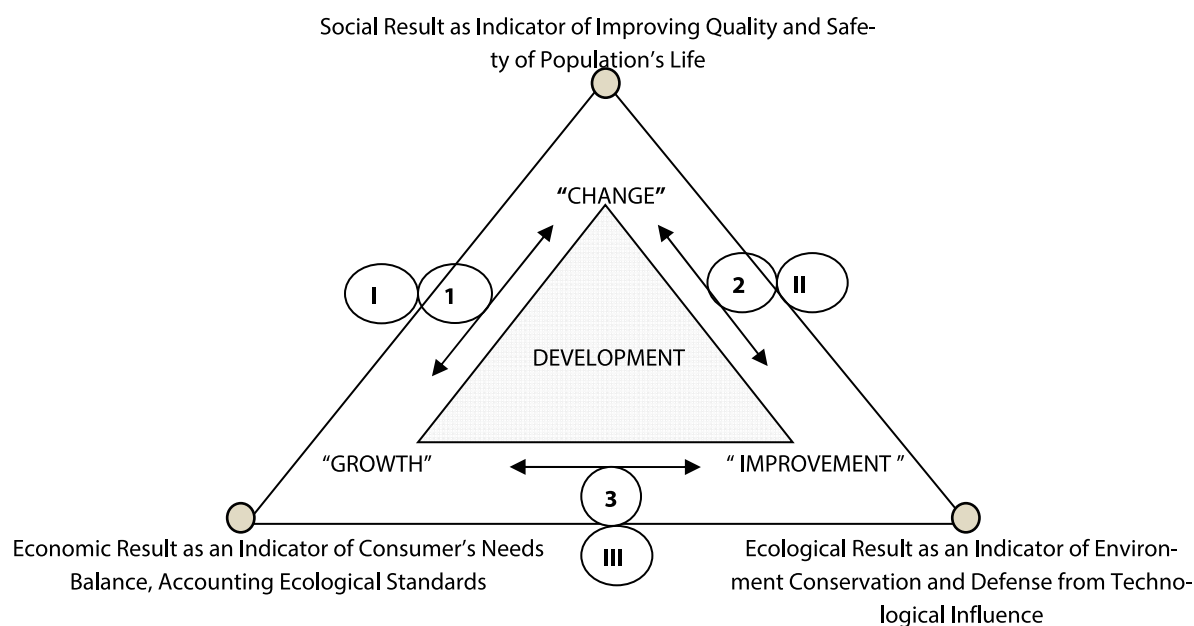 Social Result as Indicator of Improving Quality and Safe-
ty of Population's Life
“CHANGE”
I
1
2
II
DEVELOPMENT
“GROWTH”
“ IMPROVEMENT ”
3
Economic Result as an Indicator of Consumer's Needs
Balance, Accounting Ecological Standards
III
Ecological Result as an Indicator of Environ-
ment Conservation and Defense from Techno-
logical Influence